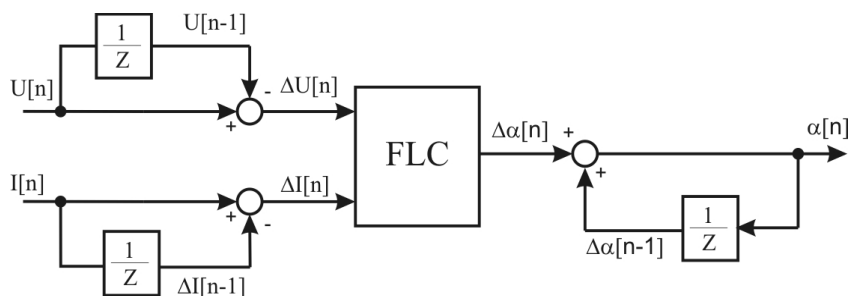 1
Z
U[n-1]
U[n]
-
ΔU[n]
+
FLC
Δα[n]
+
α[n]
+
I[n]
+
ΔI[n]
-
1
Z
ΔI[n-1]
Δα[n-1]
1
Z